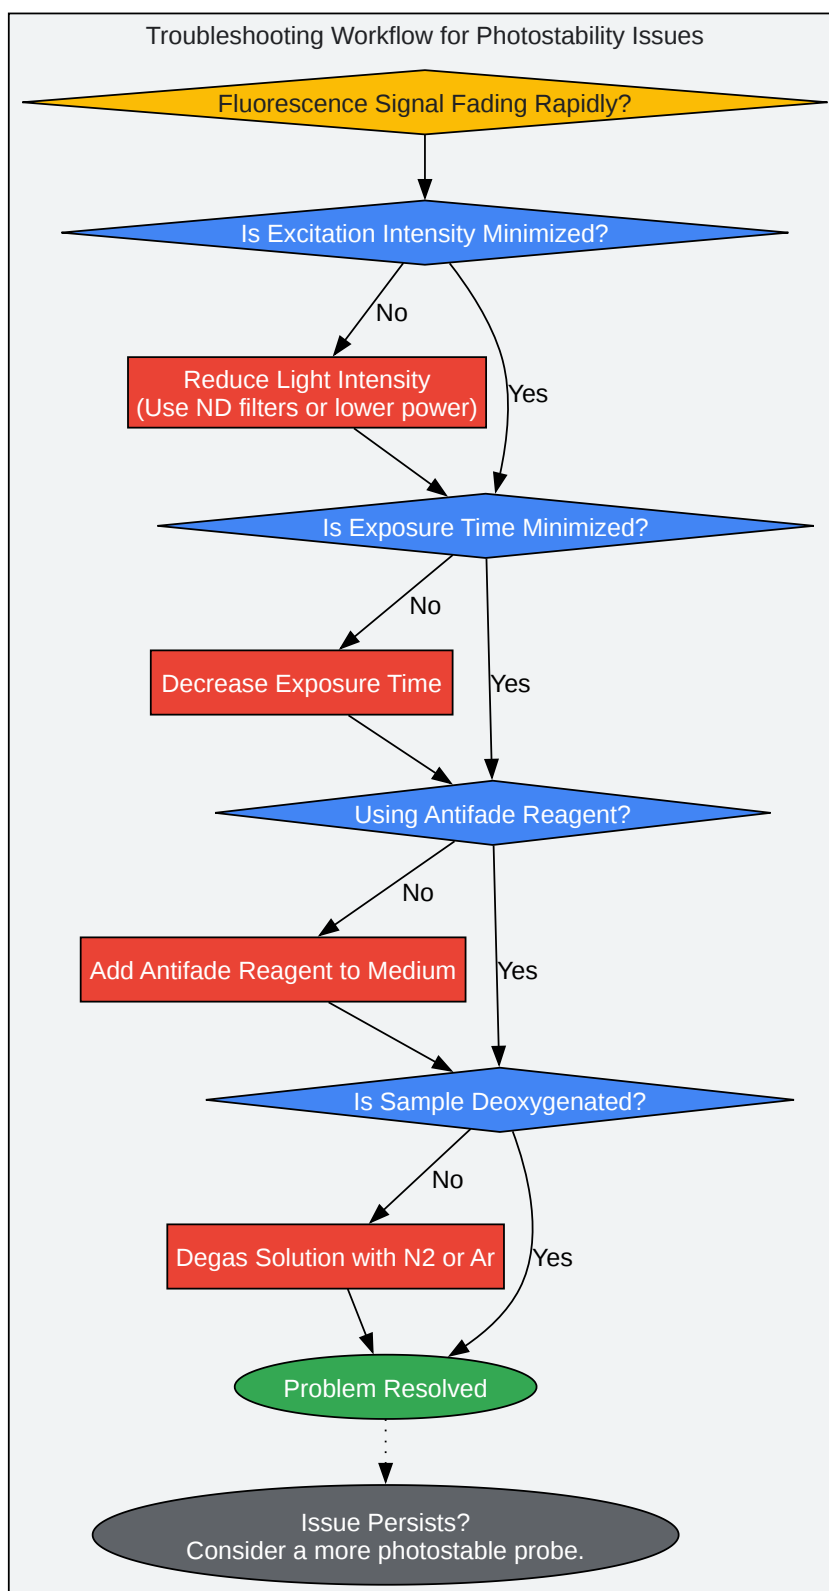 Troubleshooting Workflow for Photostability Issues
Fluorescence Signal Fading Rapidly?
Is Excitation Intensity Minimized?
No
Reduce Light Intensity
(Use ND filters or lower power)
Yes
Is Exposure Time Minimized?
No
Decrease Exposure Time
Yes
Using Antifade Reagent?
No
Add Antifade Reagent to Medium
Yes
Is Sample Deoxygenated?
No
Degas Solution with N2 or Ar
Yes
Problem Resolved
Issue Persists?
Consider a more photostable probe.